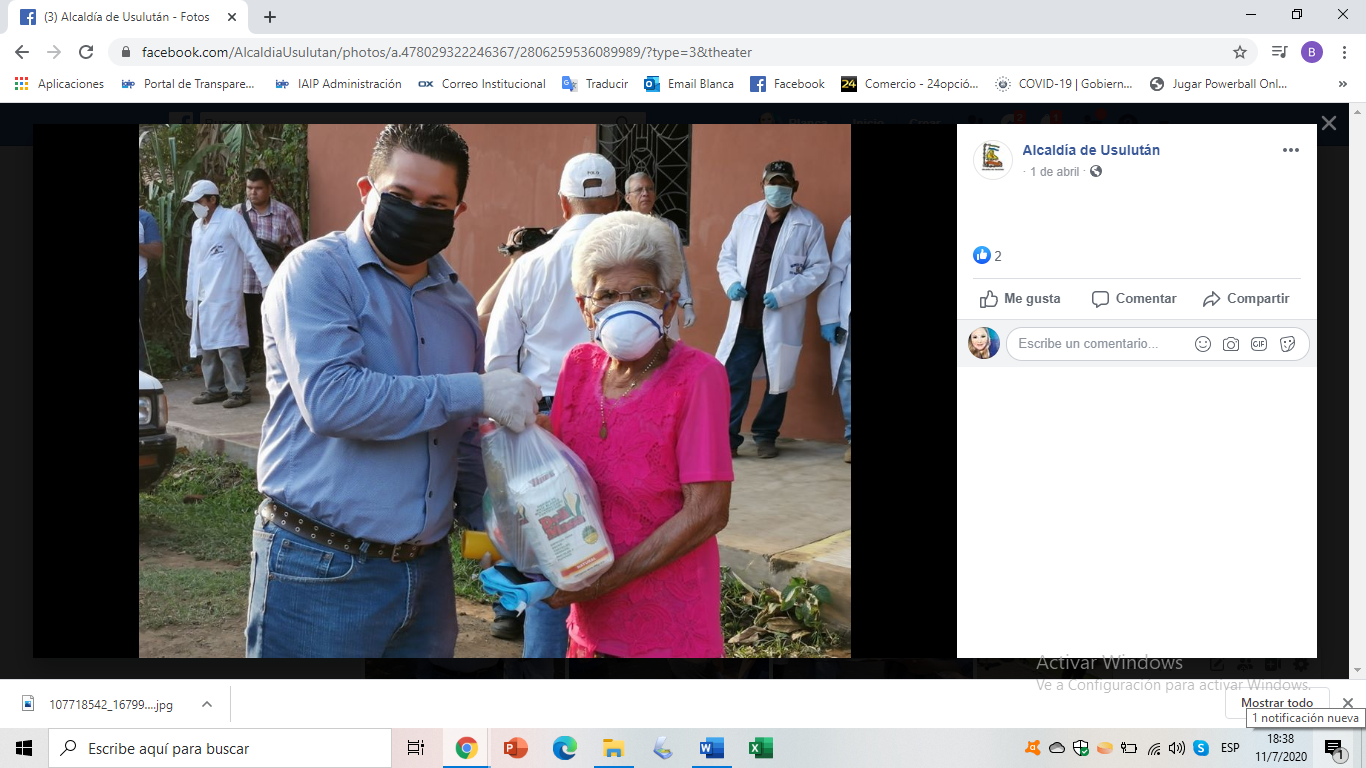 (3) Alcaldía de Usulután - Fotos
facebook.com/AlcaldiaUsulutan/photos/a.478029322246367/2806259536089989/?type=3&theater
B
Aplicaciones
Portal de Transpare...
IAIP Administración
Correo Institucional
Traducir
Email Blanca
Facebook
24
Comercio - 24opció...
COVID-19 | Gobiern...
Jugar Powerball Onl...
»
Alcaldía de Usulután
· 1 de abril ·
2
Me gusta
Comentar
Compartir
Escribe un comentario...
GIF
Activar Windows
Ve a Configuración para activar Windows.
107718542_16799....jpg
Mostrar todo
1 notificación nueva
Escribe aquí para buscar
ESP
18:38
11/7/2020
1